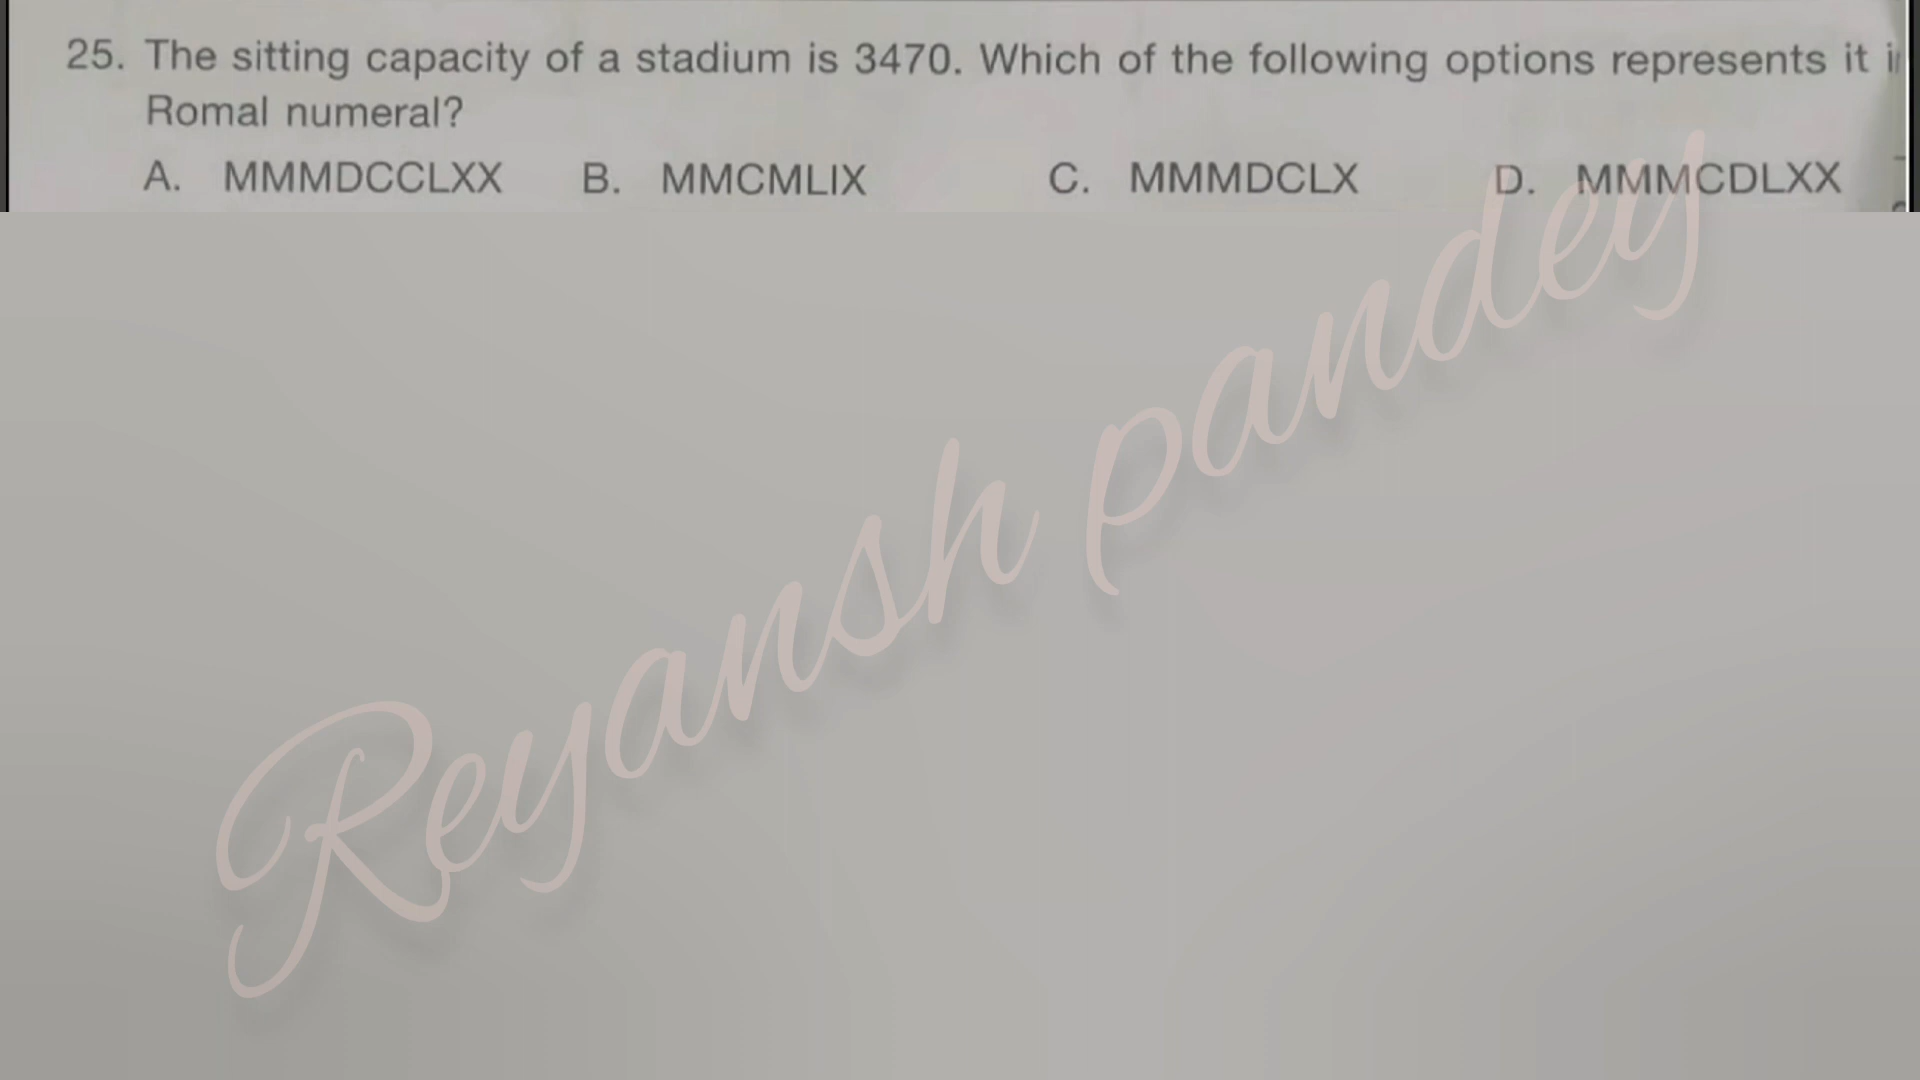 25. The sitting capacity of a stadium is 3470. Which of the following options represents it
Romal numeral?
A. MMMDCCLXX B. MMCMLIX C. MMMDCLX D. MMMCDLXX
Reyansh pandey